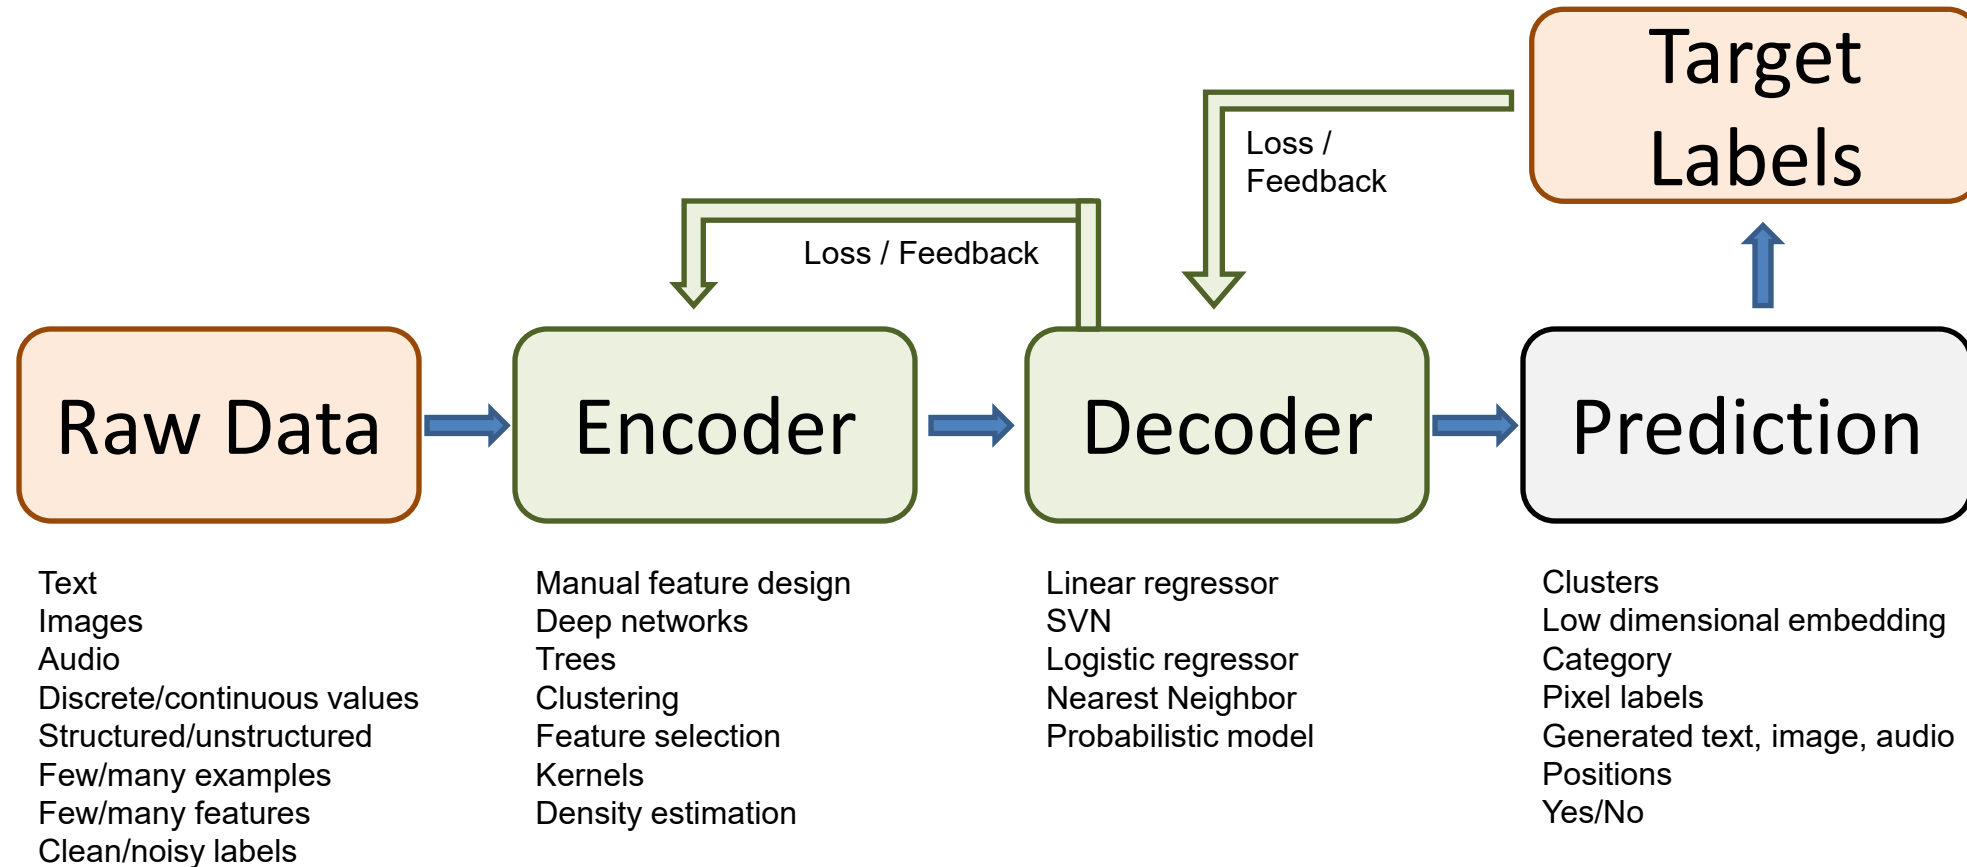 Target
Labels
Loss /
Feedback
Loss / Feedback
Raw Data
Encoder
Decoder
Prediction
Text
Images
Audio
Discrete/continuous values
Structured/unstructured
Few/many examples
Few/many features
Clean/noisy labels
Manual feature design
Deep networks
Trees
Clustering
Feature selection
Kernels
Density estimation
Linear regressor
SVN
Logistic regressor
Nearest Neighbor
Probabilistic model
Clusters
Low dimensional embedding
Category
Pixel labels
Generated text, image, audio
Positions
Yes/No